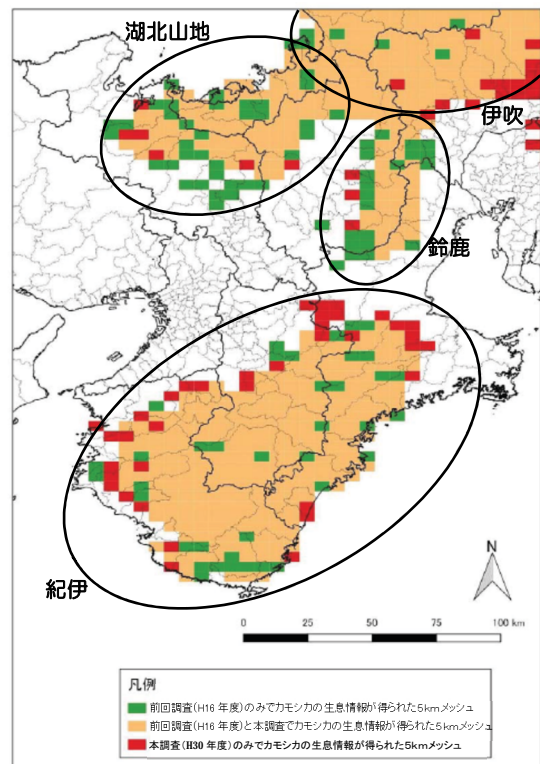 湖北山地
伊吹
鈴鹿
紀伊
N
0 25 50 75 100 km
凡例
前回調査(H16 年度)のみでカモシカの生息情報が得られた5kmメッシュ
前回調査(H16 年度)と本調査でカモシカの生息情報が得られた5kmメッシュ
本調査(H30 年度)のみでカモシカの生息情報が得られた5kmメッシュ